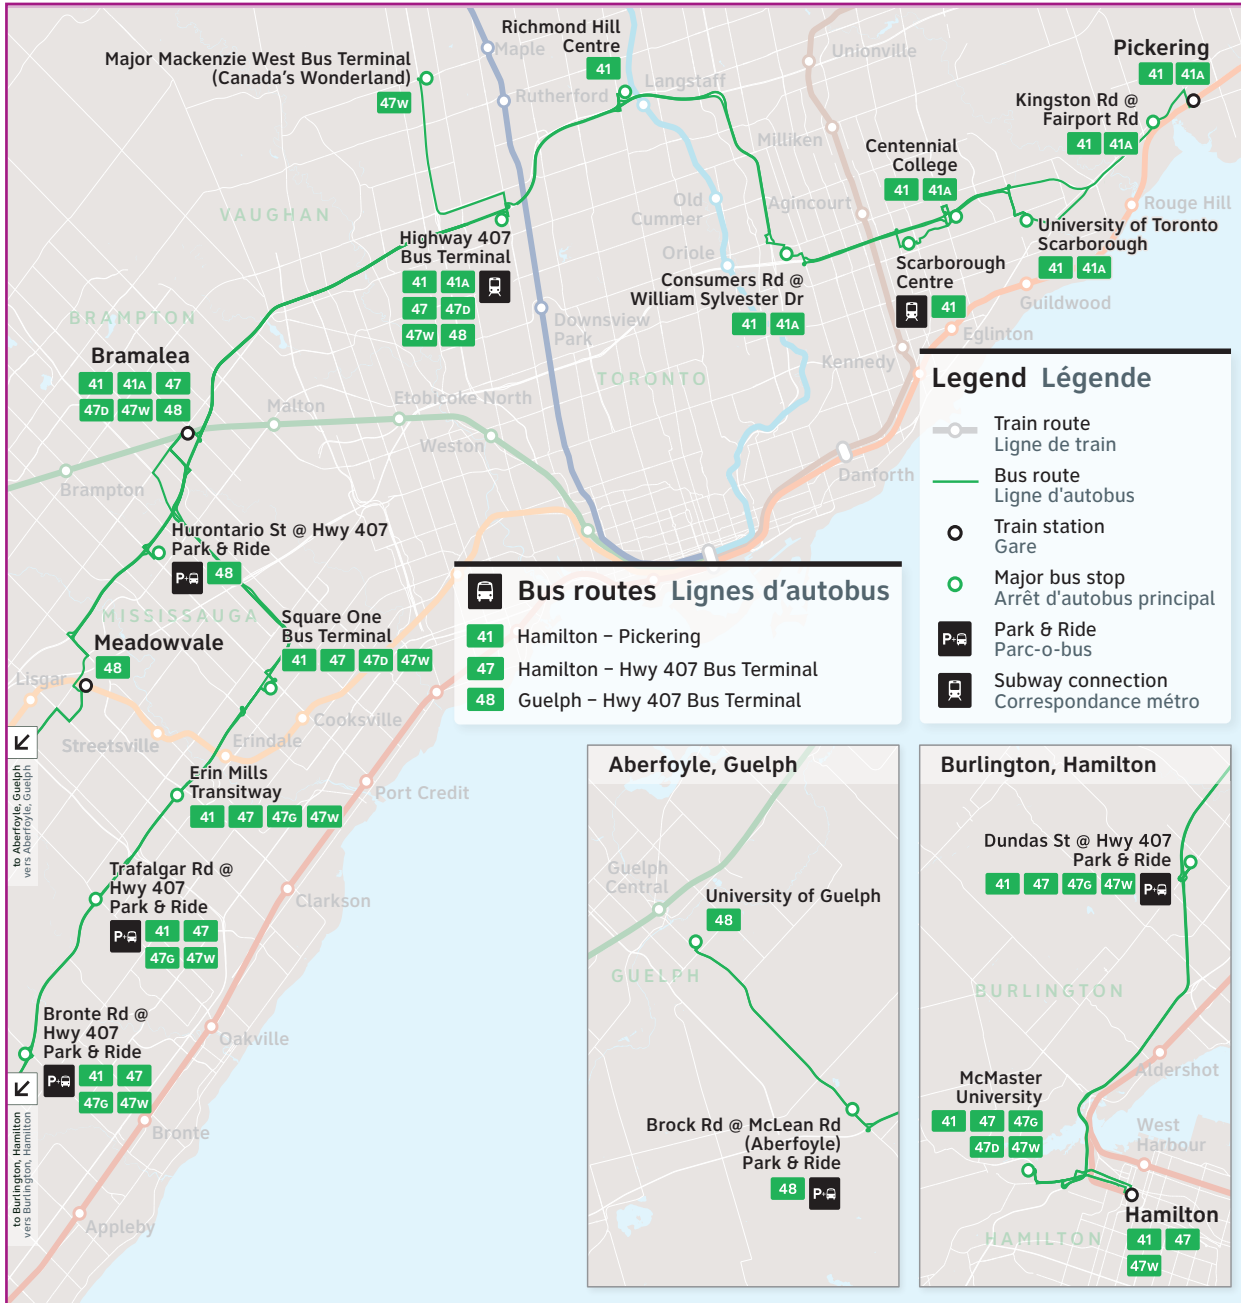 Major Mackenzie West Bus Terminal
(Canada's Wonderland)
47W
Maple
Rutherford
Richmond Hill
Centre
41
Langstaff
Unionville
Milliken
Pickering
41 41A
Kingston Rd @
Fairport Rd
41 41A
Centennial
College
41 41A
Agincourt
Old
Cummer
Oriole
Rouge Hill
VAUGHAN
Highway 407
Bus Terminal
41 41A
47 47D
47W 48
Consumers Rd @
William Sylvester Dr
41 41A
Scarborough
Centre
41
University of Toronto
Scarborough
41 41A
Guildwood
Eglinton
Kennedy
Danforth
Downsview
Park
TORONTO
BRAMPTON
Bramalea
41 41A 47
47D 47W 48
Malton
Etobicoke North
Weston
Brampton
Legend Légende
Train route
Ligne de train
Bus route
Ligne d'autobus
Train station
Gare
Major bus stop
Arrêt d'autobus principal
P+
Park & Ride
Parc-o-bus
Subway connection
Correspondance métro
Hurontario St @ Hwy 407
Park & Ride
P+ 48
MISSISSAUGA
Meadowvale
48
Lisgar
Square One
Bus Terminal
41 47 47D 47W
Bus routes Lignes d'autobus
41 Hamilton – Pickering
47 Hamilton – Hwy 407 Bus Terminal
48 Guelph – Hwy 407 Bus Terminal
Streetsville
Erindale
Cooksville
Port Credit
to Aberfoyle, Guelph
vers Aberfoyle, Guelph
Erin Mills
Transitway
41 47 47G 47W
Trafalgar Rd @
Hwy 407
Park & Ride
P+ 41 47
47G 47W
Clarkson
Bronte Rd @
Hwy 407
Park & Ride
P+ 41 47
47G 47W
Oakville
Bronte
Appleby
to Burlington, Hamilton
vers Burlington, Hamilton
Aberfoyle, Guelph
Guelph
Central
University of Guelph
48
GUELPH
Brock Rd @ McLean Rd
(Aberfoyle)
Park & Ride
48 P+
Burlington, Hamilton
Dundas St @ Hwy 407
Park & Ride
41 47 47G 47W P+
BURLINGTON
Aldershot
McMaster
University
41 47 47G
47D 47W
West
Harbour
Hamilton
41 47
47W
HAMILTON